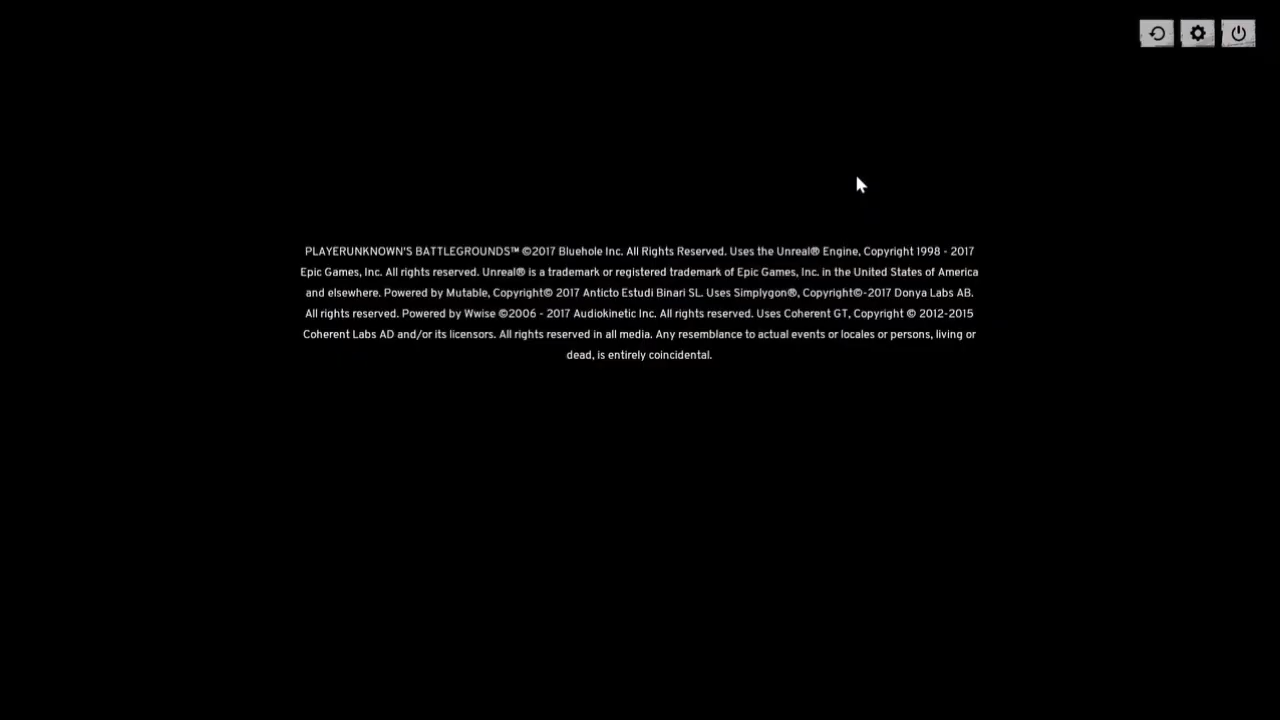 PLAYERUNKNOWN'S BATTLEGROUNDS™ ©2017 Bluehole Inc. All Rights Reserved. Uses the Unreal® Engine, Copyright 1998 - 2017
Epic Games, Inc. All rights reserved. Unreal® is a trademark or registered trademark of Epic Games, Inc. in the United States of America
and elsewhere. Powered by Mutable, Copyright© 2017 Anticto Estudi Binari SL. Uses Simplygon®, Copyright©-2017 Donya Labs AB.
All rights reserved. Powered by Wwise ©2006 - 2017 Audiokinetic Inc. All rights reserved. Uses Coherent GT, Copyright © 2012-2015
Coherent Labs AD and/or its licensors. All rights reserved in all media. Any resemblance to actual events or locales or persons, living or
dead, is entirely coincidental.